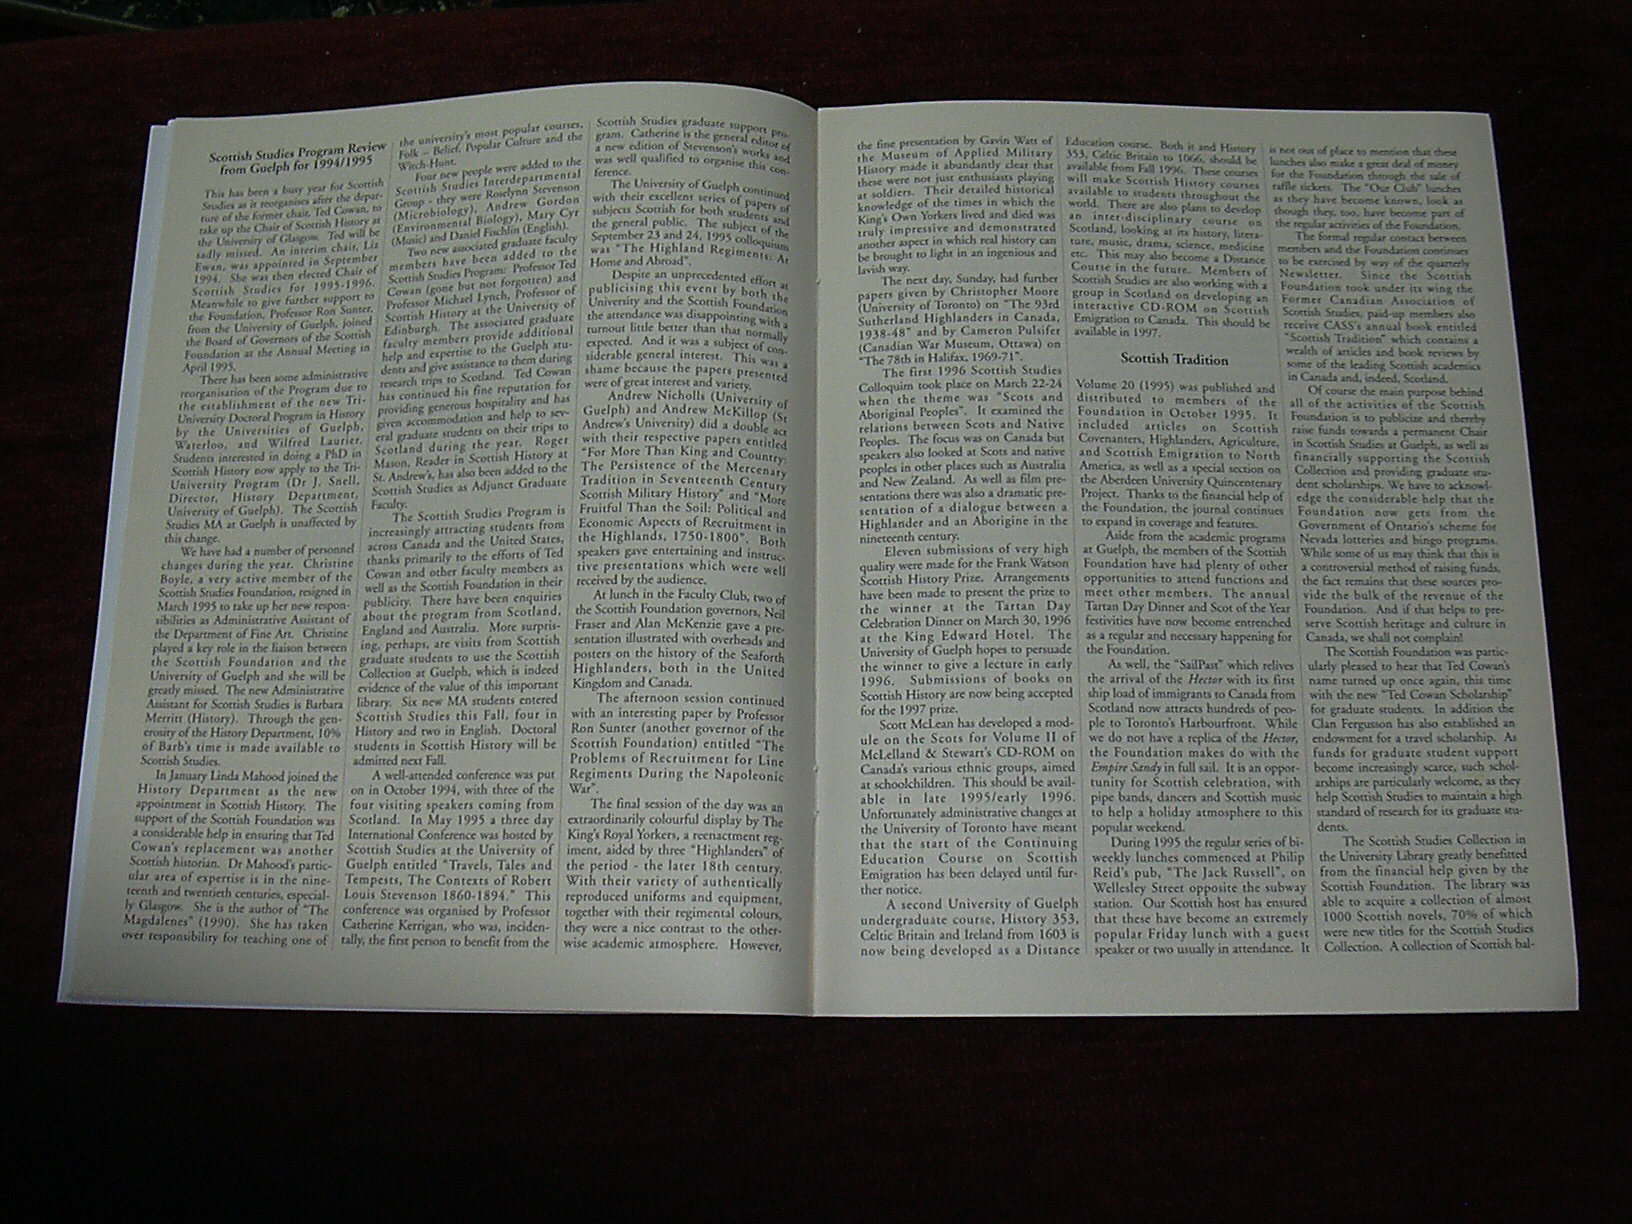 Scottish Studies Program Review
from Guelph for 1994/1995
This has been a busy year for Scottish
Studies as it reorganises after the depar-
ture of the former chair, Ted Cowan, to
take up the Chair of Scottish History at
the University of Glasgow. Ted will be
sadly missed. An interim chair, Liz
Ewan, was appointed in September
1994. She was then elected Chair of
Scottish Studies for 1995-1996.
Meanwhile to give further support to
the Foundation, Professor Ron Sunter,
from the University of Guelph, joined
the Board of Governors of the Scottish
Foundation at the Annual Meeting in
April 1995.
There has been some administrative
reorganisation of the Program due to
the establishment of the new Tri-
University Doctoral Program in History
by the Universities of Guelph,
Waterloo, and Wilfred Laurier.
Students interested in doing a PhD in
Scottish History now apply to the Tri-
University Program (Dr J. Snell,
Director, History Department,
University of Guelph). The Scottish
Studies MA at Guelph is unaffected by
this change.
We have had a number of personnel
changes during the year. Christine
Boyle, a very active member of the
Scottish Studies Foundation, resigned in
March 1995 to take up her new respon-
sibilities as Administrative Assistant of
the Department of Fine Art. Christine
played a key role in the liaison between
the Scottish Foundation and the
University of Guelph and she will be
greatly missed. The new Administrative
Assistant for Scottish Studies is Barbara
Merritt (History). Through the gen-
erosity of the History Department, 10%
of Barb's time is made available to
Scottish Studies.
In January Linda Mahood joined the
History Department as the new
appointment in Scottish History. The
support of the Scottish Foundation was
a considerable help in ensuring that Ted
Cowan's replacement was another
Scottish historian. Dr Mahood's partic-
ular area of expertise is in the nine-
teenth and twentieth centuries, especial-
ly Glasgow. She is the author of "The
Magdalenes" (1990). She has taken
over responsibility for teaching one of
the university's most popular courses,
Folk – Belief, Popular Culture and the
Witch-Hunt.
Four new people were added to the
Scottish Studies Interdepartmental
Group - they were Roselynn Stevenson
(Microbiology), Andrew Gordon
(Environmental Biology), Mary Cyr
(Music) and Daniel Fischlin (English).
Two new associated graduate faculty
members have been added to the
Scottish Studies Program: Professor Ted
Cowan (gone but not forgotten) and
Professor Michael Lynch, Professor of
Scottish History at the University of
Edinburgh. The associated graduate
faculty members provide additional
help and expertise to the Guelph stu-
dents and give assistance to them during
research trips to Scotland. Ted Cowan
has continued his fine reputation for
providing generous hospitality and has
given accommodation and help to sev-
eral graduate students on their trips to
Scotland during the year. Roger
Mason, Reader in Scottish History at
St. Andrew's, has also been added to the
Scottish Studies as Adjunct Graduate
Faculty.
The Scottish Studies Program is
increasingly attracting students from
across Canada and the United States,
thanks primarily to the efforts of Ted
Cowan and other faculty members as
well as the Scottish Foundation in their
publicity. There have been enquiries
about the program from Scotland,
England and Australia. More surpris-
ing, perhaps, are visits from Scottish
graduate students to use the Scottish
Collection at Guelph, which is indeed
evidence of the value of this important
library. Six new MA students entered
Scottish Studies this Fall, four in
History and two in English. Doctoral
students in Scottish History will be
admitted next Fall.
A well-attended conference was put
on in October 1994, with three of the
four visiting speakers coming from
Scotland. In May 1995 a three day
International Conference was hosted by
Scottish Studies at the University of
Guelph entitled "Travels, Tales and
Tempests, The Contexts of Robert
Louis Stevenson 1860-1894." This
conference was organised by Professor
Catherine Kerrigan, who was, inciden-
tally, the first person to benefit from the
Scottish Studies graduate support pro-
gram. Catherine is the general editor of
a new edition of Stevenson's works and
was well qualified to organise this con-
ference.
The University of Guelph continued
with their excellent series of papers of
subjects Scottish for both students and
the general public. The subject of the
September 23 and 24, 1995 colloquium
was "The Highland Regiments: At
Home and Abroad".
Despite an unprecedented effort at
publicising this event by both the
University and the Scottish Foundation
the attendance was disappointing with a
turnout little better than that normally
expected. And it was a subject of con-
siderable general interest. This was a
shame because the papers presented
were of great interest and variety.
Andrew Nicholls (University of
Guelph) and Andrew McKillop (St
Andrew's University) did a double act
with their respective papers entitled
"For More Than King and Country:
The Persistence of the Mercenary
Tradition in Seventeenth Century
Scottish Military History" and "More
Fruitful Than the Soil: Political and
Economic Aspects of Recruitment in
the Highlands, 1750-1800". Both
speakers gave entertaining and instruc-
tive presentations which were well
received by the audience.
At lunch in the Faculty Club, two of
the Scottish Foundation governors, Neil
Fraser and Alan McKenzie gave a pre-
sentation illustrated with overheads and
posters on the history of the Seaforth
Highlanders, both in the United
Kingdom and Canada.
The afternoon session continued
with an interesting paper by Professor
Ron Sunter (another governor of the
Scottish Foundation) entitled "The
Problems of Recruitment for Line
Regiments During the Napoleonic
War".
The final session of the day was an
extraordinarily colourful display by The
King's Royal Yorkers, a reenactment reg-
iment, aided by three "Highlanders" of
the period - the later 18th century.
With their variety of authentically
reproduced uniforms and equipment,
together with their regimental colours,
they were a nice contrast to the other-
wise academic atmosphere. However,
the fine presentation by Gavin Watt of
the Museum of Applied Military
History made it abundantly clear that
these were not just enthusiasts playing
at soldiers. Their detailed historical
knowledge of the times in which the
King's Own Yorkers lived and died was
truly impressive and demonstrated
another aspect in which real history can
be brought to light in an ingenious and
lavish way.
The next day, Sunday, had further
papers given by Christopher Moore
(University of Toronto) on "The 93rd
Sutherland Highlanders in Canada,
1938-48" and by Cameron Pulsifer
(Canadian War Museum, Ottawa) on
"The 78th in Halifax, 1969-71".
The first 1996 Scottish Studies
Colloquim took place on March 22-24
when the theme was "Scots and
Aboriginal Peoples". It examined the
relations between Scots and Native
Peoples. The focus was on Canada but
speakers also looked at Scots and native
peoples in other places such as Australia
and New Zealand. As well as film pre-
sentations there was also a dramatic pre-
sentation of a dialogue between a
Highlander and an Aborigine in the
nineteenth century.
Eleven submissions of very high
quality were made for the Frank Watson
Scottish History Prize. Arrangements
have been made to present the prize to
the winner at the Tartan Day
Celebration Dinner on March 30, 1996
at the King Edward Hotel. The
University of Guelph hopes to persuade
the winner to give a lecture in early
1996. Submissions of books on
Scottish History are now being accepted
for the 1997 prize.
Scott McLean has developed a mod-
ule on the Scots for Volume II of
McLelland & Stewart's CD-ROM on
Canada's various ethnic groups, aimed
at schoolchildren. This should be avail-
able in late 1995/early 1996.
Unfortunately administrative changes at
the University of Toronto have meant
that the start of the Continuing
Education Course on Scottish
Emigration has been delayed until fur-
ther notice.
A second University of Guelph
undergraduate course, History 353,
Celtic Britain and Ireland from 1603 is
now being developed as a Distance
Education course. Both it and History
353, Celtic Britain to 1066, should be
available from Fall 1996. These courses
will make Scottish History courses
available to students throughout the
world. There are also plans to develop
an inter-disciplinary course on
Scotland, looking at its history, litera-
ture, music, drama, science, medicine
etc. This may also become a Distance
Course in the future. Members of
Scottish Studies are also working with a
group in Scotland on developing an
interactive CD-ROM on Scottish
Emigration to Canada. This should be
available in 1997.
Scottish Tradition
Volume 20 (1995) was published and
distributed to members of the
Foundation in October 1995. It
included articles on Scottish
Covenanters, Highlanders, Agriculture,
and Scottish Emigration to North
America, as well as a special section on
the Aberdeen University Quincentenary
Project. Thanks to the financial help of
the Foundation, the journal continues
to expand in coverage and features.
Aside from the academic programs
at Guelph, the members of the Scottish
Foundation have had plenty of other
opportunities to attend functions and
meet other members. The annual
Tartan Day Dinner and Scot of the Year
festivities have now become entrenched
as a regular and necessary happening for
the Foundation.
As well, the "SailPast" which relives
the arrival of the Hector with its first
ship load of immigrants to Canada from
Scotland now attracts hundreds of peo-
ple to Toronto's Harbourfront. While
we do not have a replica of the Hector,
the Foundation makes do with the
Empire Sandy in full sail. It is an oppor-
tunity for Scottish celebration, with
pipe bands, dancers and Scottish music
to help a holiday atmosphere to this
popular weekend.
During 1995 the regular series of bi-
weekly lunches commenced at Philip
Reid's pub, "The Jack Russell", on
Wellesley Street opposite the subway
station. Our Scottish host has ensured
that these have become an extremely
popular Friday lunch with a guest
speaker or two usually in attendance. It
is not out of place to mention that these
lunches also make a great deal of money
for the Foundation through the sale of
raffle tickets. The "Our Club" lunches
as they have become known, look as
though they, too, have become part of
the regular activities of the Foundation.
The formal regular contact between
members and the Foundation continues
to be exercised by way of the quarterly
Newsletter. Since the Scottish
Foundation took under its wing the
Former Canadian Association of
Scottish Studies, paid-up members also
receive CASS's annual book entitled
"Scottish Tradition" which contains a
wealth of articles and book reviews by
some of the leading Scottish academics
in Canada and, indeed, Scotland.
Of course the main purpose behind
all of the activities of the Scottish
Foundation is to publicize and thereby
raise funds towards a permanent Chair
in Scottish Studies at Guelph, as well as
financially supporting the Scottish
Collection and providing graduate stu-
dent scholarships. We have to acknowl-
edge the considerable help that the
Foundation now gets from the
Government of Ontario's scheme for
Nevada lotteries and bingo programs.
While some of us may think that this is
a controversial method of raising funds,
the fact remains that these sources pro-
vide the bulk of the revenue of the
Foundation. And if that helps to pre-
serve Scottish heritage and culture in
Canada, we shall not complain!
The Scottish Foundation was partic-
ularly pleased to hear that Ted Cowan's
name turned up once again, this time
with the new "Ted Cowan Scholarship"
for graduate students. In addition the
Clan Fergusson has also established an
endowment for a travel scholarship. As
funds for graduate student support
become increasingly scarce, such schol-
arships are particularly welcome, as they
help Scottish Studies to maintain a high
standard of research for its graduate stu-
dents.
The Scottish Studies Collection in
the University Library greatly benefitted
from the financial help given by the
Scottish Foundation. The library was
able to acquire a collection of almost
1000 Scottish novels, 70% of which
were new titles for the Scottish Studies
Collection. A collection of Scottish bal-